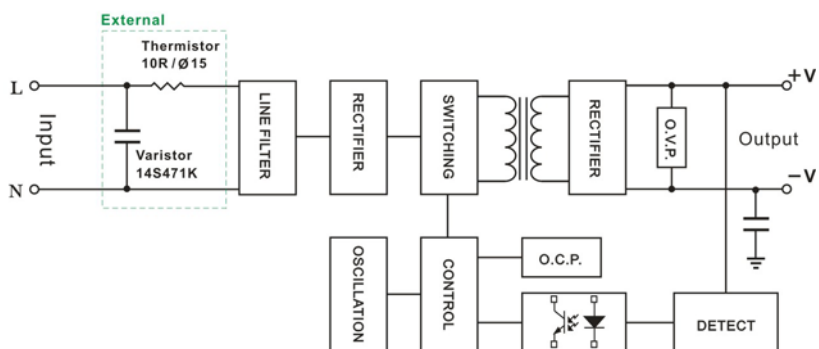 External
Thermistor
10R/Ø15
L
Input
Varistor
14S471K
N
LINE FILTER
RECTIFIER
SWITCHING
RECTIFIER
O.V.P.
+V
Output
−V
OSCILLATION
CONTROL
O.C.P.
DETECT